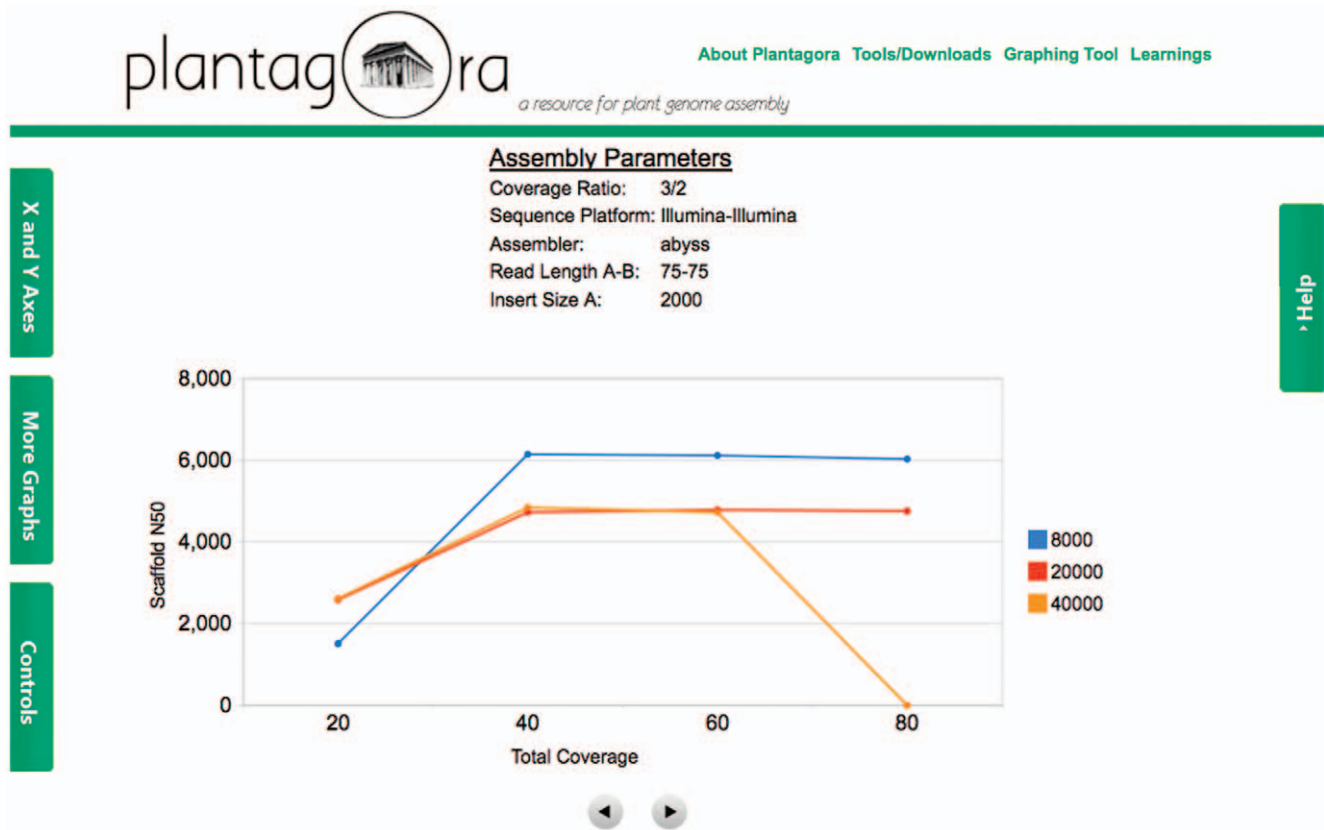 plantagora
a resource for plant genome assembly
About Plantagora Tools/Downloads Graphing Tool Learnings
X and Y Axes
More Graphs
Controls
Help
Assembly Parameters
Coverage Ratio: 3/2
Sequence Platform: Illumina-Illumina
Assembler: abyss
Read Length A-B: 75-75
Insert Size A: 2000
Scaffold N50
8,000
6,000
4,000
2,000
0
20 40 60 80
Total Coverage
8000
20000
40000